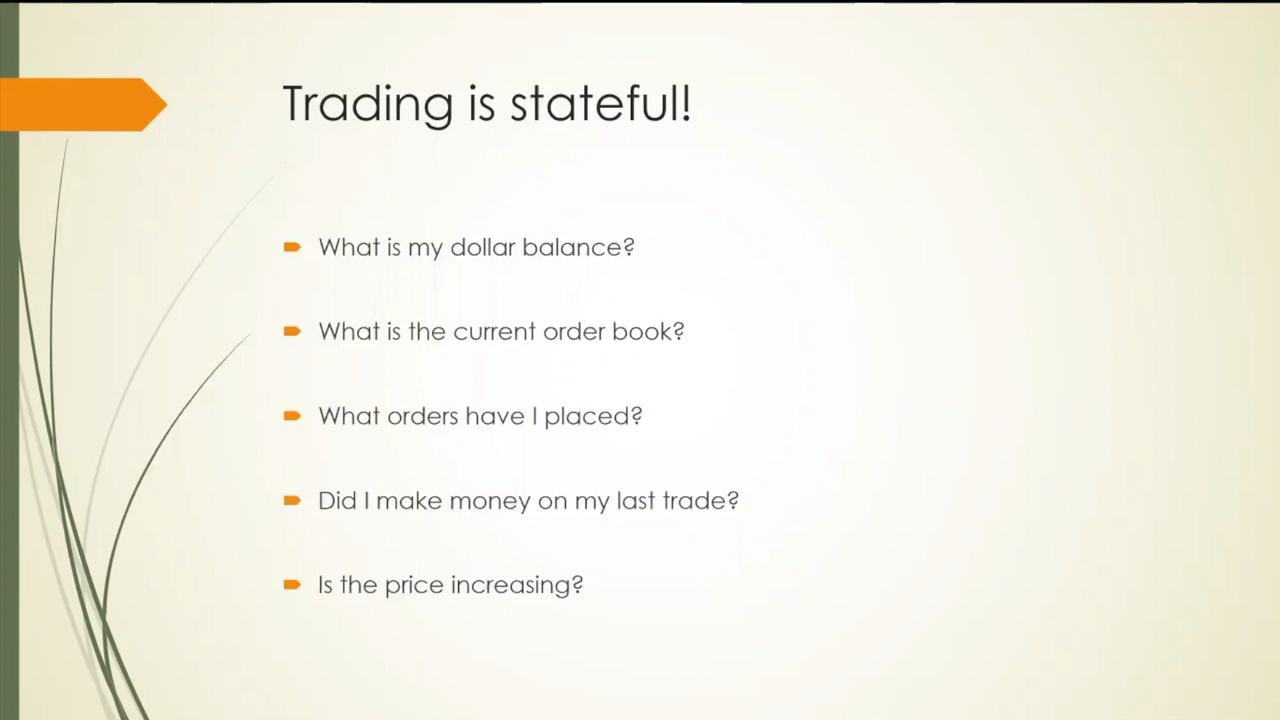 Trading is stateful!
What is my dollar balance?
What is the current order book?
What orders have I placed?
Did I make money on my last trade?
Is the price increasing?